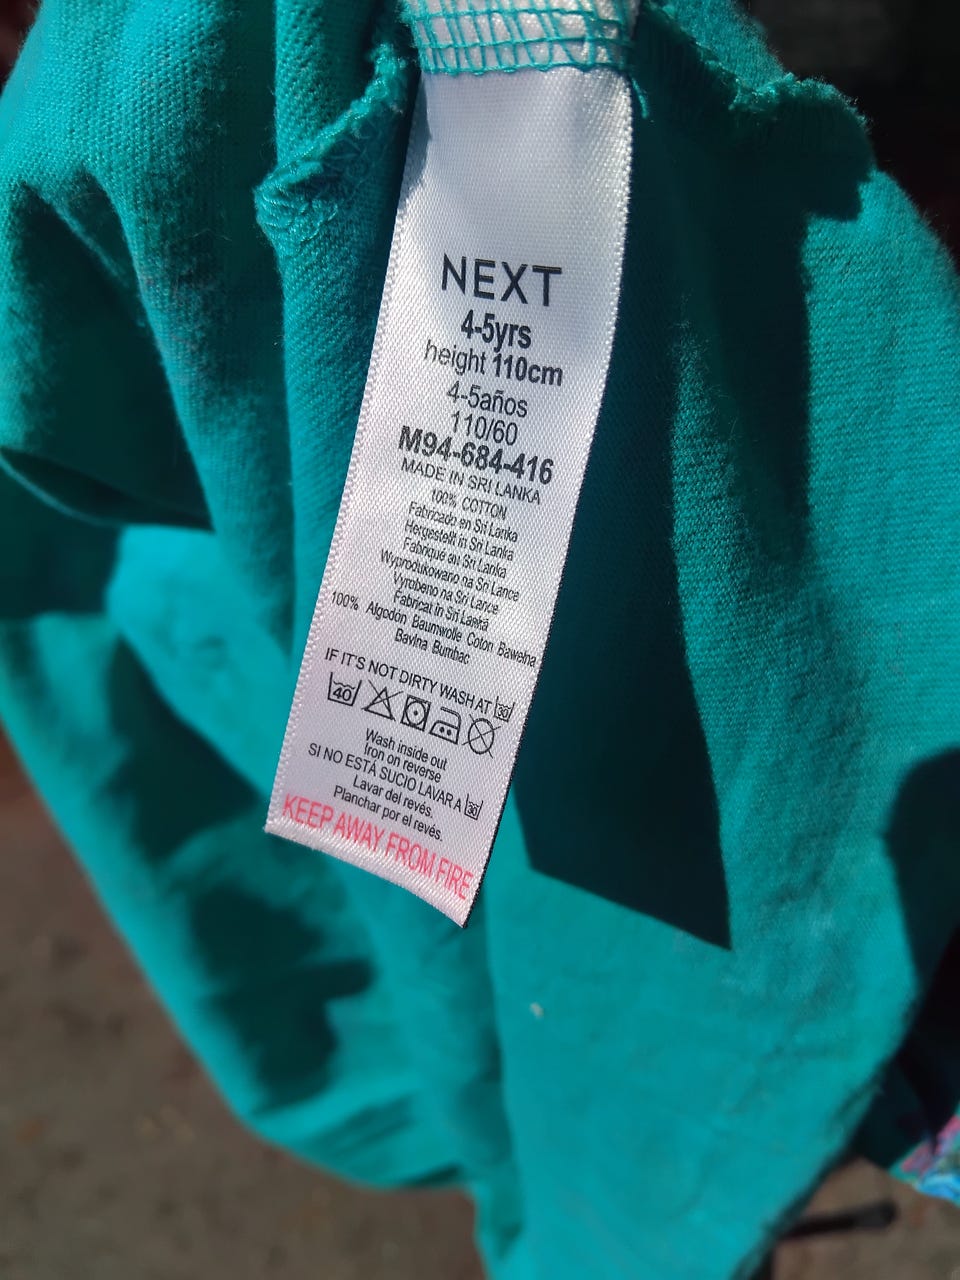 NEXT
4-5yrs
height 110cm
4-5años
110/60
M94-684-416
MADE IN SRI LANKA
100% COTTON
Fabricado en Sri Lanka
Hergestellt in Sri Lanka
Fabriqué au Sri Lanka
Wyprodukowano na Sri Lance
Vyrobeno na Srí Lance
Fabricat în Sri Lanka
100% Algodón Baumwolle Coton Bawełna
Bavlna Bumbac
IF IT'S NOT DIRTY WASH AT 30
40
Wash inside out
Iron on reverse
SI NO ESTÁ SUCIO LAVAR A 30
Lavar del revés.
Planchar por el revés.
KEEP AWAY FROM FIRE